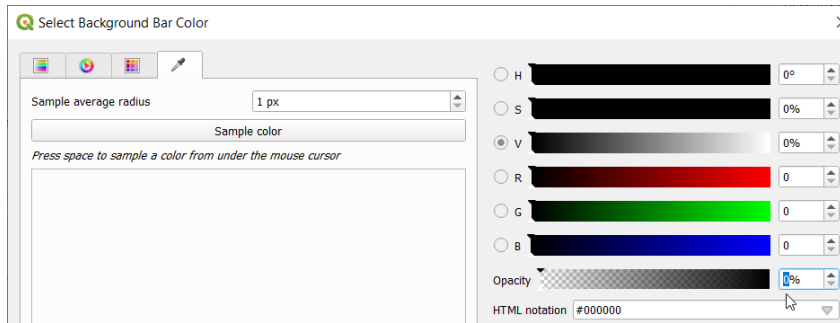 Select Background Bar Color
Sample average radius 1 px
Sample color
Press space to sample a color from under the mouse cursor
H 0°
S 0%
V 0%
R 0
G 0
B 0
Opacity 0%
HTML notation #000000